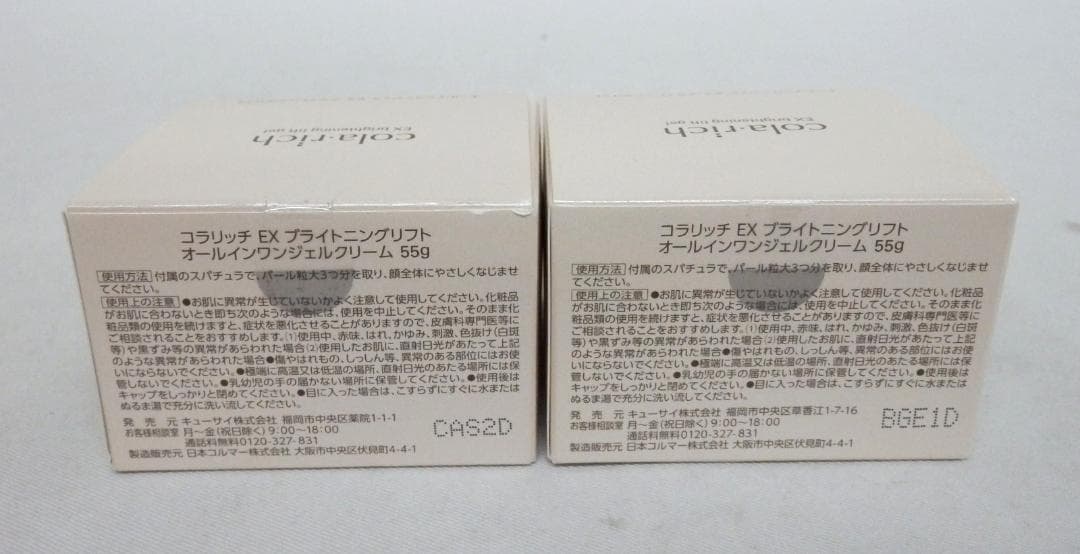 cola·rich
EX brightening lift gel
コラリッチ EX ブライトニングリフト
オールインワンジェルクリーム 55g
使用方法 付属のスパチュラで、パール粒大3つ分を取り、顔全体にやさしくなじませ
てください。
使用上の注意 ●お肌に異常が生じていないかよく注意して使用してください。化粧品
がお肌に合わないとき即ち次のような場合には、使用を中止してください。そのまま化
粧品類の使用を続けますと、症状を悪化させることがありますので、皮膚科専門医等に
ご相談されることをおすすめします。(1)使用中、赤味、はれ、かゆみ、刺激、色抜け(白斑
等)や黒ずみ等の異常があらわれた場合(2)使用したお肌に、直射日光があたって上記
のような異常があらわれた場合●傷やはれもの、しっしん等、異常のある部位にはお使
いにならないでください。●極端に高温又は低温の場所、直射日光のあたる場所には保
管しないでください。●乳幼児の手の届かない場所に保管してください。●使用後は
キャップをしっかりと閉めてください。●目に入った場合は、こすらずにすぐに水または
ぬるま湯で充分に洗い流してください。
発売元 キューサイ株式会社 福岡市中央区薬院1-1-1
お客様相談室 月〜金(祝日除く) 9:00〜18:00
通話料無料0120-327-831
製造販売元 日本コルマー株式会社 大阪市中央区伏見町4-4-1
CAS2D
cola·rich
EX brightening lift gel
コラリッチ EX ブライトニングリフト
オールインワンジェルクリーム 55g
使用方法 付属のスパチュラで、パール粒大3つ分を取り、顔全体にやさしくなじませ
てください。
使用上の注意 ●お肌に異常が生じていないかよく注意して使用してください。化粧品
がお肌に合わないとき即ち次のような場合には、使用を中止してください。そのまま化
粧品類の使用を続けますと、症状を悪化させることがありますので、皮膚科専門医等に
ご相談されることをおすすめします。(1)使用中、赤味、はれ、かゆみ、刺激、色抜け(白斑
等)や黒ずみ等の異常があらわれた場合(2)使用したお肌に、直射日光があたって上記
のような異常があらわれた場合●傷やはれもの、しっしん等、異常のある部位にはお使
いにならないでください。●極端に高温又は低温の場所、直射日光のあたる場所には保
管しないでください。●乳幼児の手の届かない場所に保管してください。●使用後は
キャップをしっかりと閉めてください。●目に入った場合は、こすらずにすぐに水または
ぬるま湯で充分に洗い流してください。
発売元 キューサイ株式会社 福岡市中央区草香江1-7-16
お客様相談室 月〜金(祝日除く) 9:00〜18:00
通話料無料0120-327-831
製造販売元 日本コルマー株式会社 大阪市中央区伏見町4-4-1
BGE1D